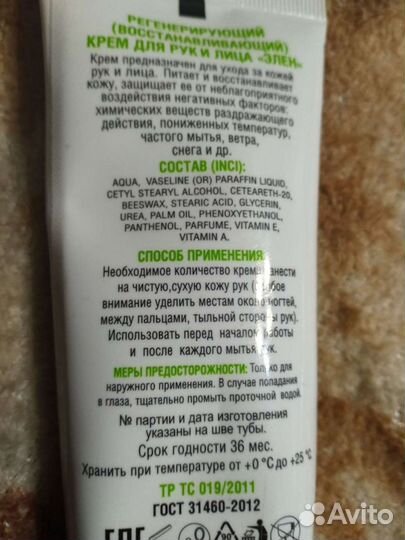 РЕГЕНЕРИРУЮЩИЙ
(ВОССТАНАВЛИВАЮЩИЙ)
КРЕМ ДЛЯ РУК И ЛИЦА «ЭЛЕН»
Крем предназначен для ухода за кожей
рук и лица. Питает и восстанавливает
кожу, защищает ее от неблагоприятного
воздействия негативных факторов:
химических веществ раздражающего
действия, пониженных температур,
частого мытья, ветра,
снега и др.
СОСТАВ (INCI):
AQUA, VASELINE (OR) PARAFFIN LIQUID,
CETYL STEARYL ALCOHOL, CETEARETH-20,
BEESWAX, STEARIC ACID, GLYCERIN,
UREA, PALM OIL, PHENOXYETHANOL,
PANTHENOL, PARFUME, VITAMIN E,
VITAMIN A.
СПОСОБ ПРИМЕНЕНИЯ:
Необходимое количество крема нанести
на чистую,сухую кожу рук (особое
внимание уделить местам около ногтей,
между пальцами, тыльной стороны рук).
Использовать перед началом работы
и после каждого мытья рук.
МЕРЫ ПРЕДОСТОРОЖНОСТИ: Только для
наружного применения. В случае попадания
в глаза, тщательно промыть проточной водой.
№ партии и дата изготовления
указаны на шве тубы.
Срок годности 36 мес.
Хранить при температуре от +0 °С до +25 °С
ТР ТС 019/2011
ГОСТ 31460-2012
Avito